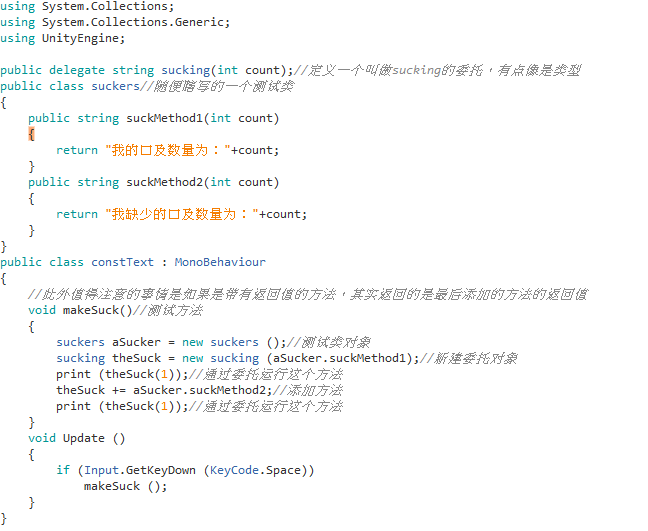 using System.Collections;
using System.Collections.Generic;
using UnityEngine;
public delegate string sucking(int count);//定义一个叫做sucking的委托，有点像是类型
public class suckers//随便瞎写的一个测试类
{
public string suckMethod1(int count)
{
return "我的口及数量为："+count;
}
public string suckMethod2(int count)
{
return "我缺少的口及数量为："+count;
}
}
public class constText : MonoBehaviour
{
//此外值得注意的事情是如果是带有返回值的方法，其实返回的是最后添加的方法的返回值
void makeSuck()//测试方法
{
suckers aSucker = new suckers ();//测试类对象
sucking theSuck = new sucking (aSucker.suckMethod1);//新建委托对象
print (theSuck(1));//通过委托运行这个方法
theSuck += aSucker.suckMethod2;//添加方法
print (theSuck(1));//通过委托运行这个方法
}
void Update ()
{
if (Input.GetKeyDown (KeyCode.Space))
makeSuck ();
}
}